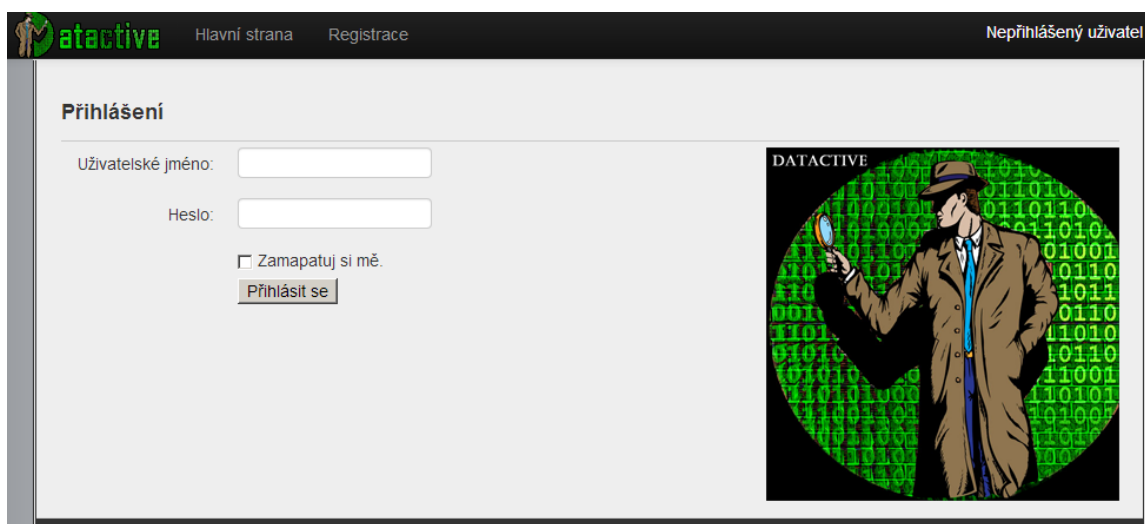 atactive Hlavní strana Registrace Nepřihlášený uživatel
Přihlášení
Uživatelské jméno:
Heslo:
Zamapatuj si mě.
Přihlásit se
DATACTIVE